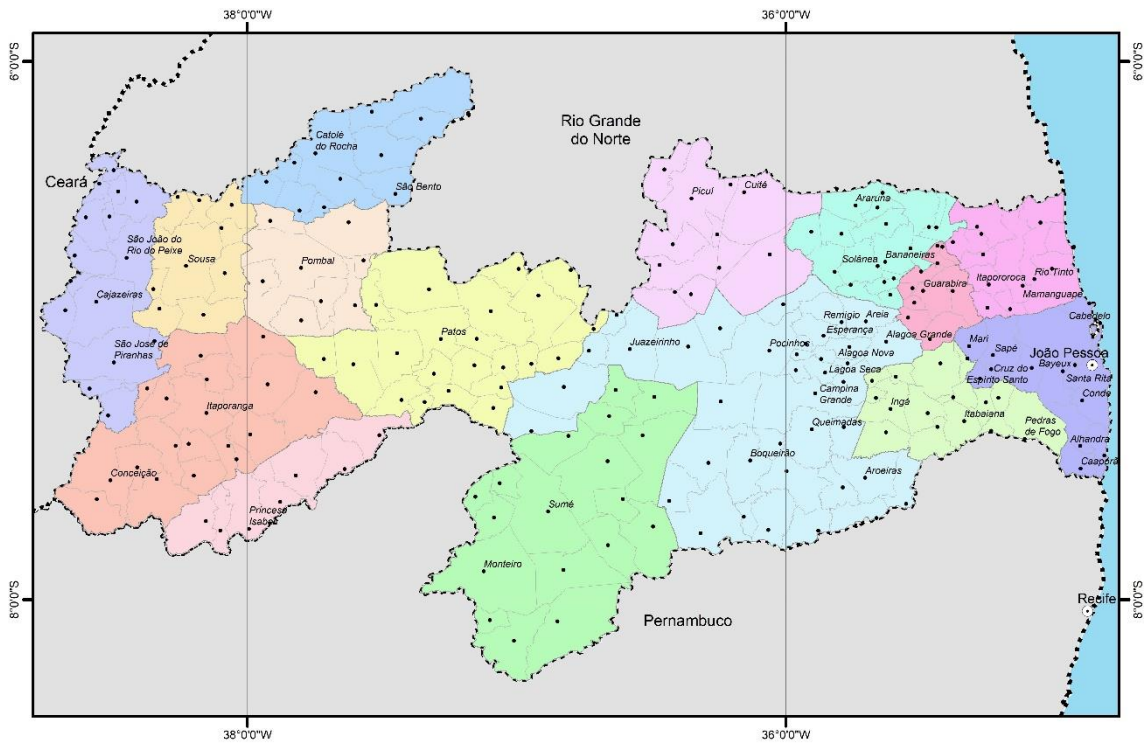 38°0'0"W
36°0'0"W
6°0'0"S
6°0'0"S
Rio Grande
do Norte
Catolé
do Rocha
Ceará
São Bento
Picuí
Cuité
Araruna
São João do
Rio do Peixe
Sousa
Pombal
Solânea
Bananeiras
Itapororoca
Rio Tinto
Guarabira
Mamanguape
Cajazeiras
Cabedelo
Remígio
Areia
Esperança
Patos
Alagoa Grande
São José de
Piranhas
Juazeirinho
Pocinhos
Alagoa Nova
Mari
Sapé
João Pessoa
Lagoa Seca
Cruz do
Espírito Santo
Bayeux
Santa Rita
Campina
Grande
Itaporanga
Ingá
Itabaiana
Conde
Queimadas
Pedras
de Fogo
Alhandra
Conceição
Boqueirão
Aroeiras
Caaporã
Princesa
Isabel
Sumé
Monteiro
8°0'0"S
8°0'0"S
Recife
Pernambuco
38°0'0"W
36°0'0"W